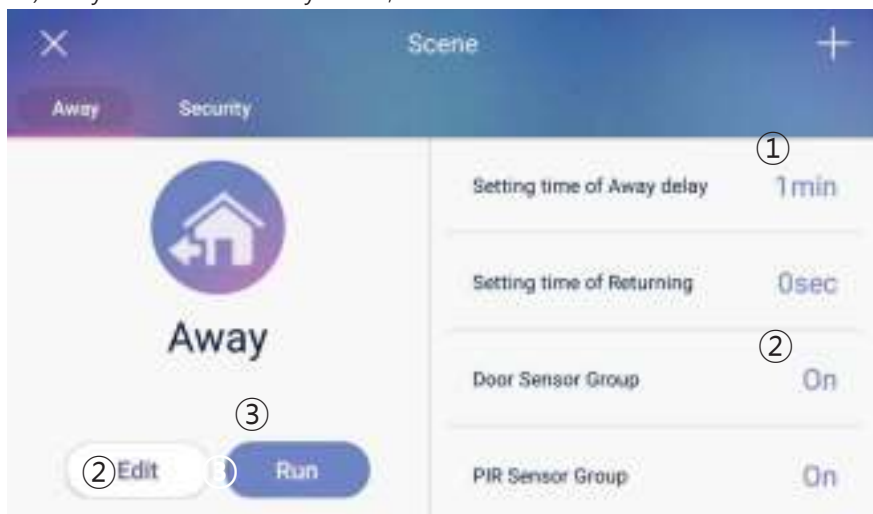 Scene
Away Security
①
Setting time of Away delay 1min
Setting time of Returning 0sec
Away
②
Door Sensor Group On
③
②Edit Run
PIR Sensor Group On